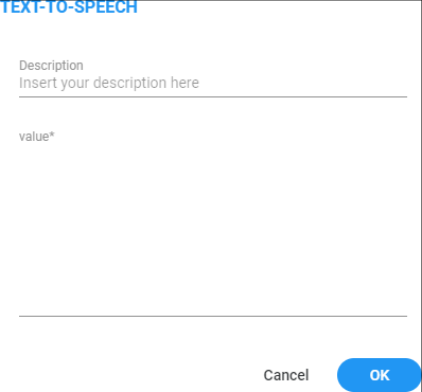 TEXT-TO-SPEECH
Description
Insert your description here
value*
Cancel OK